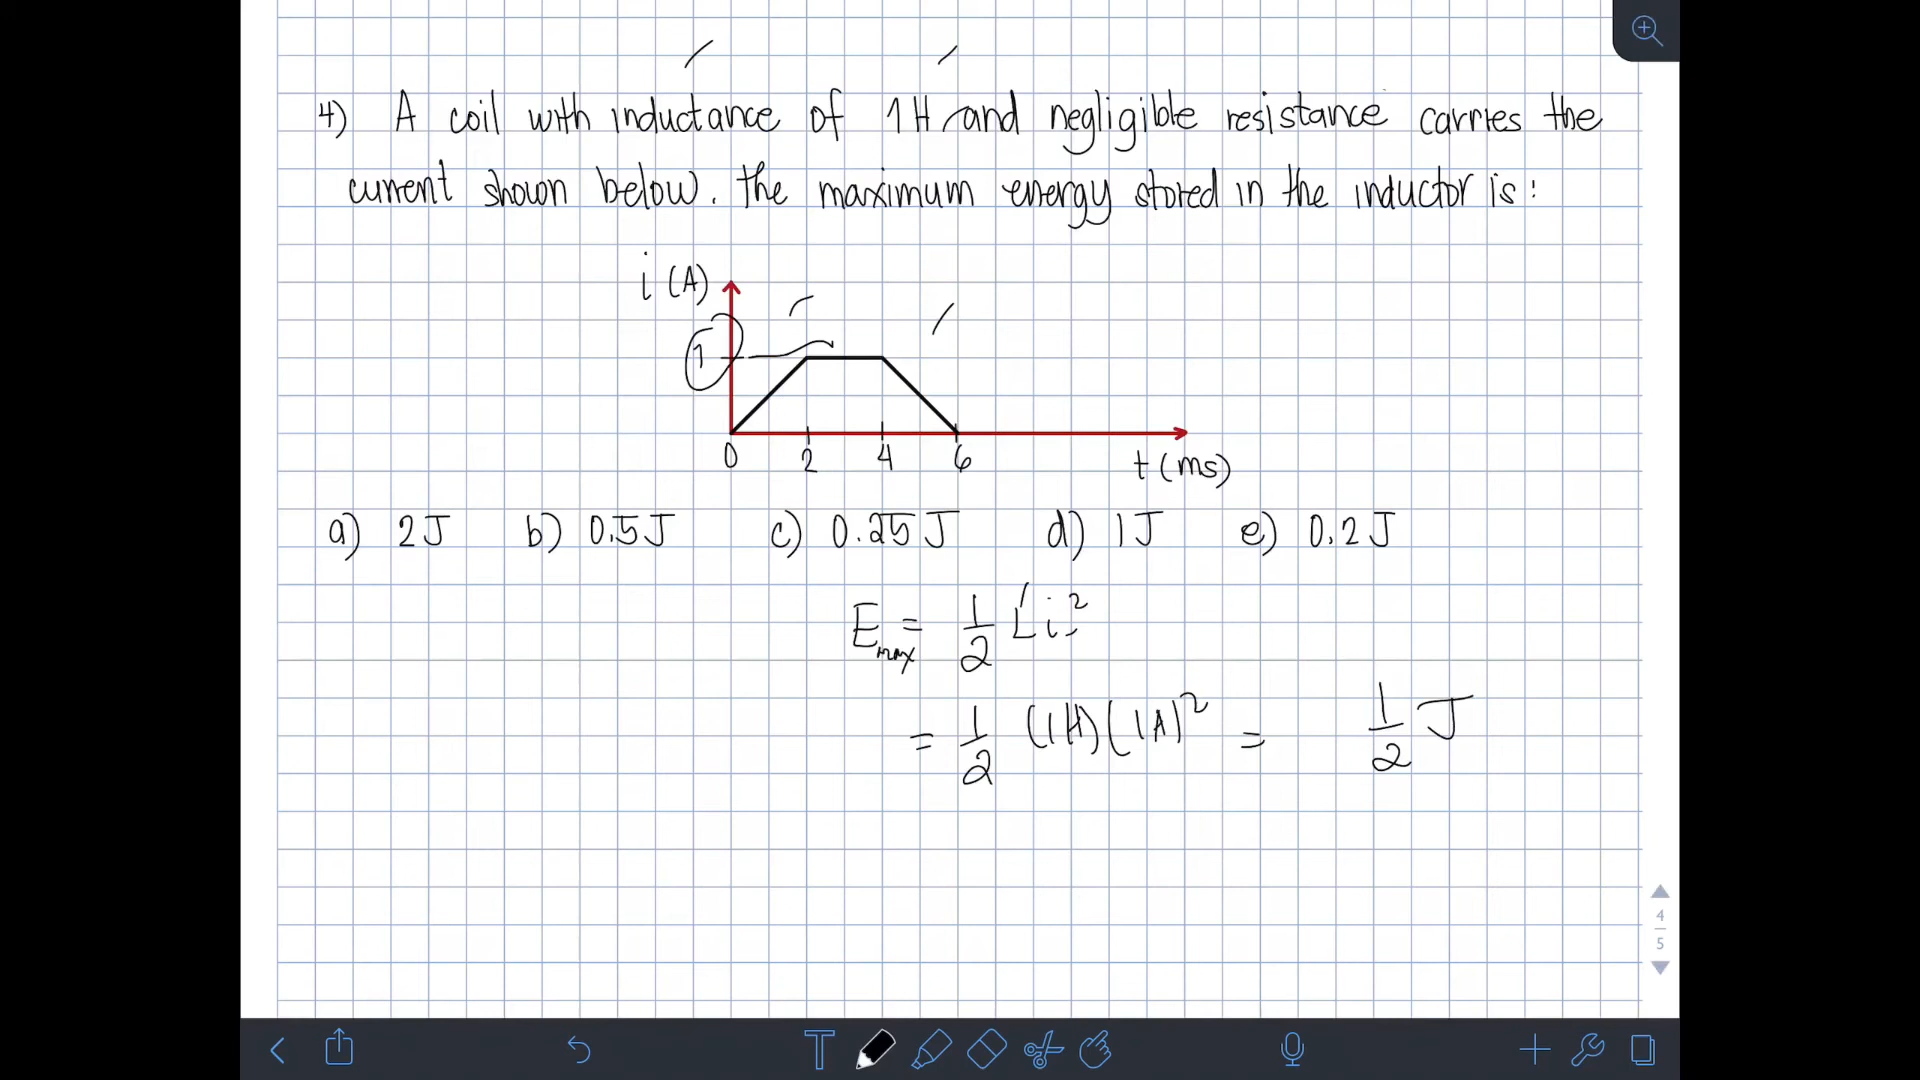 4) A coil with inductance of 1H and negligible resistance carries the
current shown below. The maximum energy stored in the inductor is:
i (A)
1
0 2 4 6
t (ms)
a) 2J b) 0.5J c) 0.25J d) 1J e) 0.2J
Emax = 1/2 Li²
= 1/2 (1H)(1A)² = 1/2 J
4
5
T